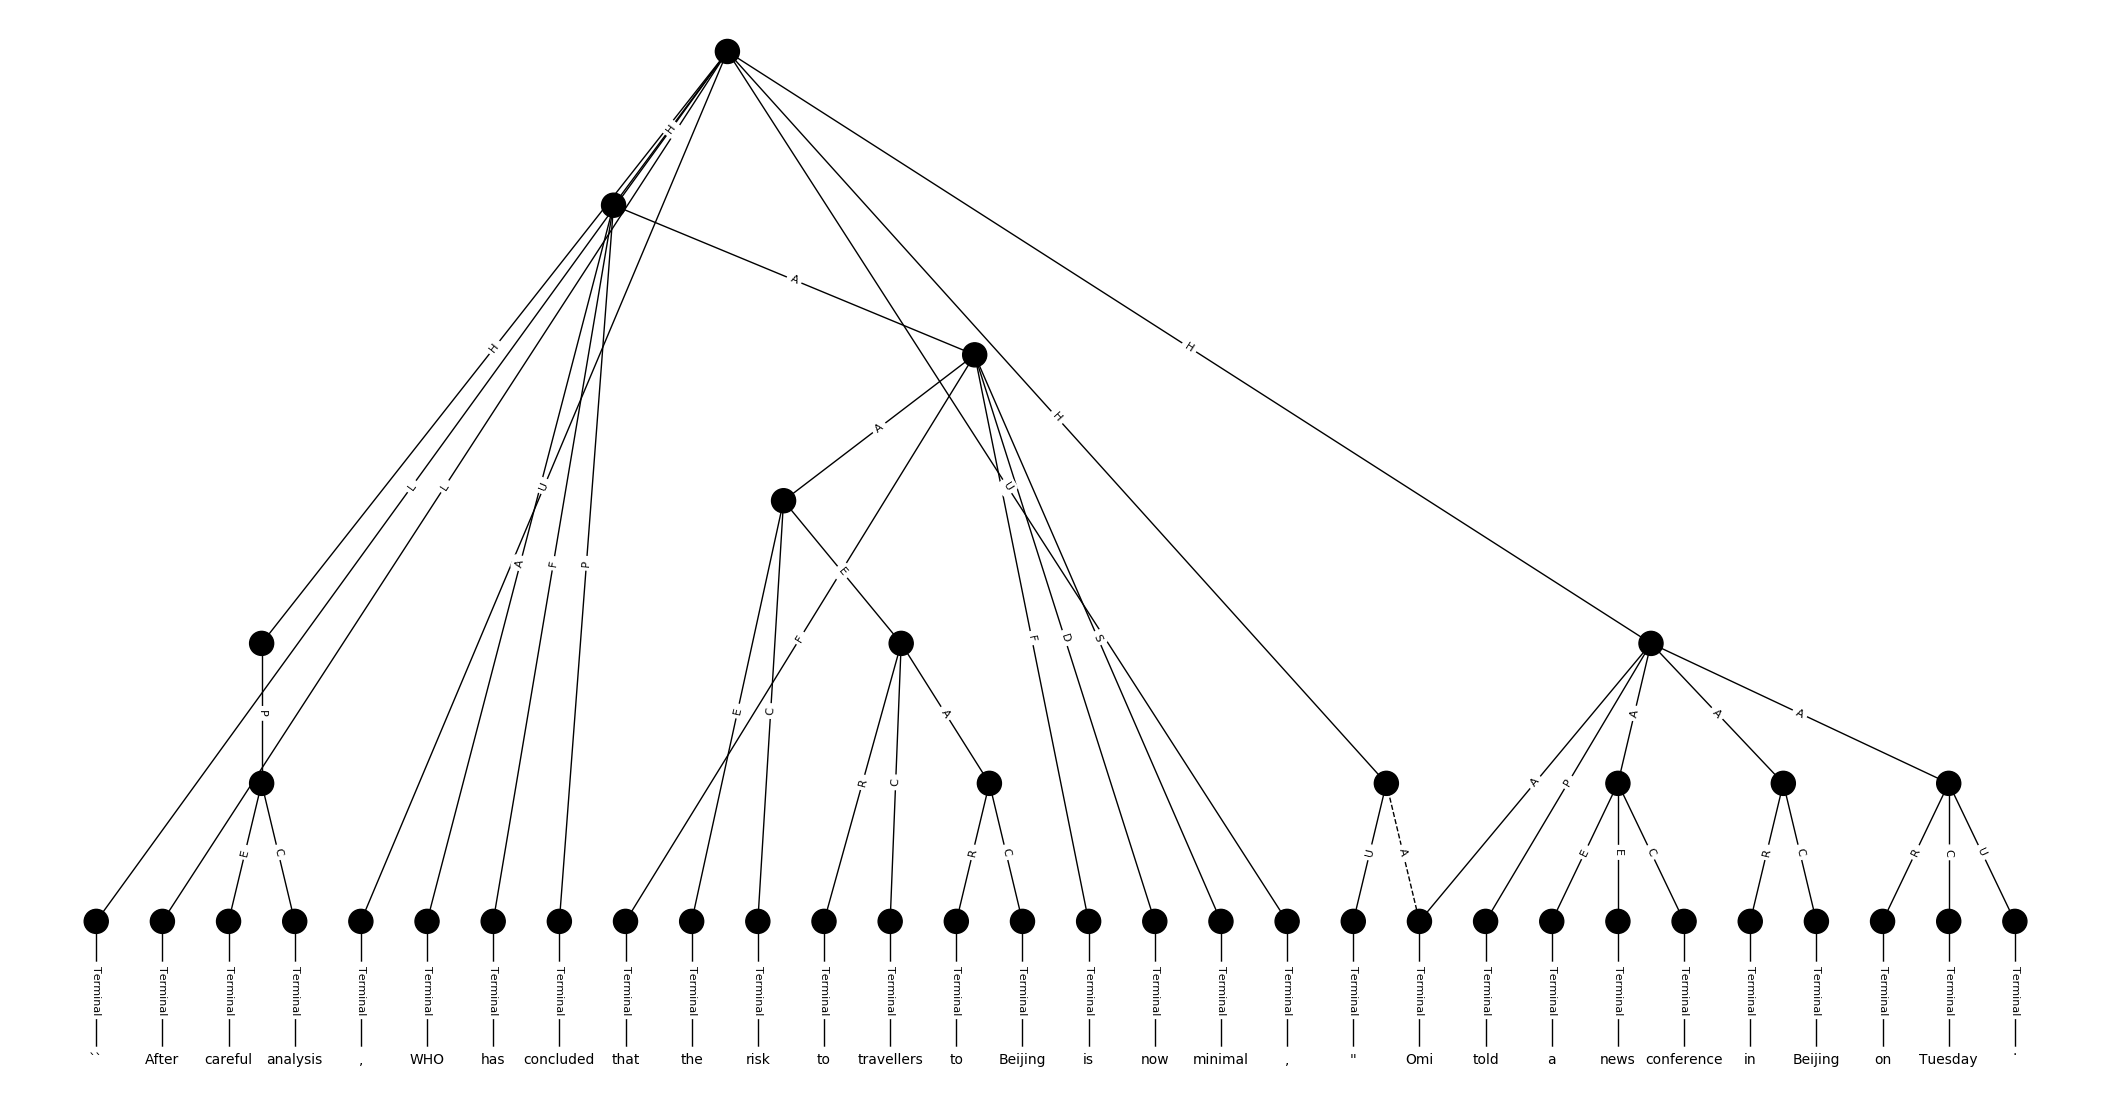 H
A
H
H
H
A
L
L
U
U
A
F
P
E
F
F
D
S
P
E
C
A
A
A
A
R
C
A
P
E
C
R
C
U
A
E
E
C
R
C
R
C
U
Terminal Terminal Terminal Terminal Terminal Terminal Terminal Terminal Terminal Terminal Terminal Terminal Terminal Terminal Terminal Terminal Terminal Terminal Terminal Terminal Terminal Terminal Terminal Terminal Terminal Terminal Terminal Terminal Terminal Terminal
`` After careful analysis , WHO has concluded that the risk to travellers to Beijing is now minimal , " Omi told a news conference in Beijing on Tuesday .